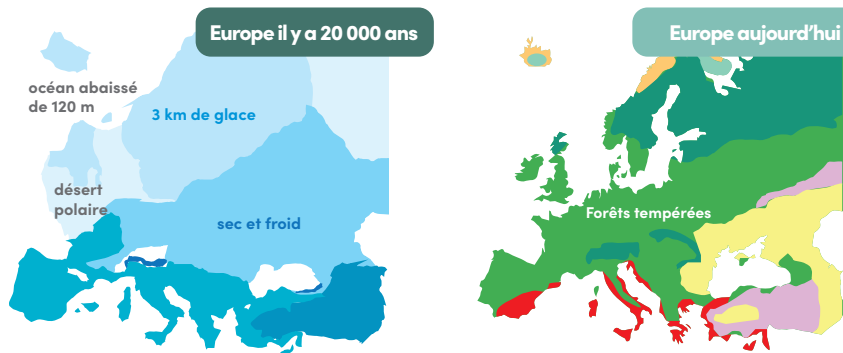 Europe il y a 20 000 ans
océan abaissé
de 120 m
3 km de glace
désert
polaire
sec et froid
Europe aujourd'hui
Forêts tempérées